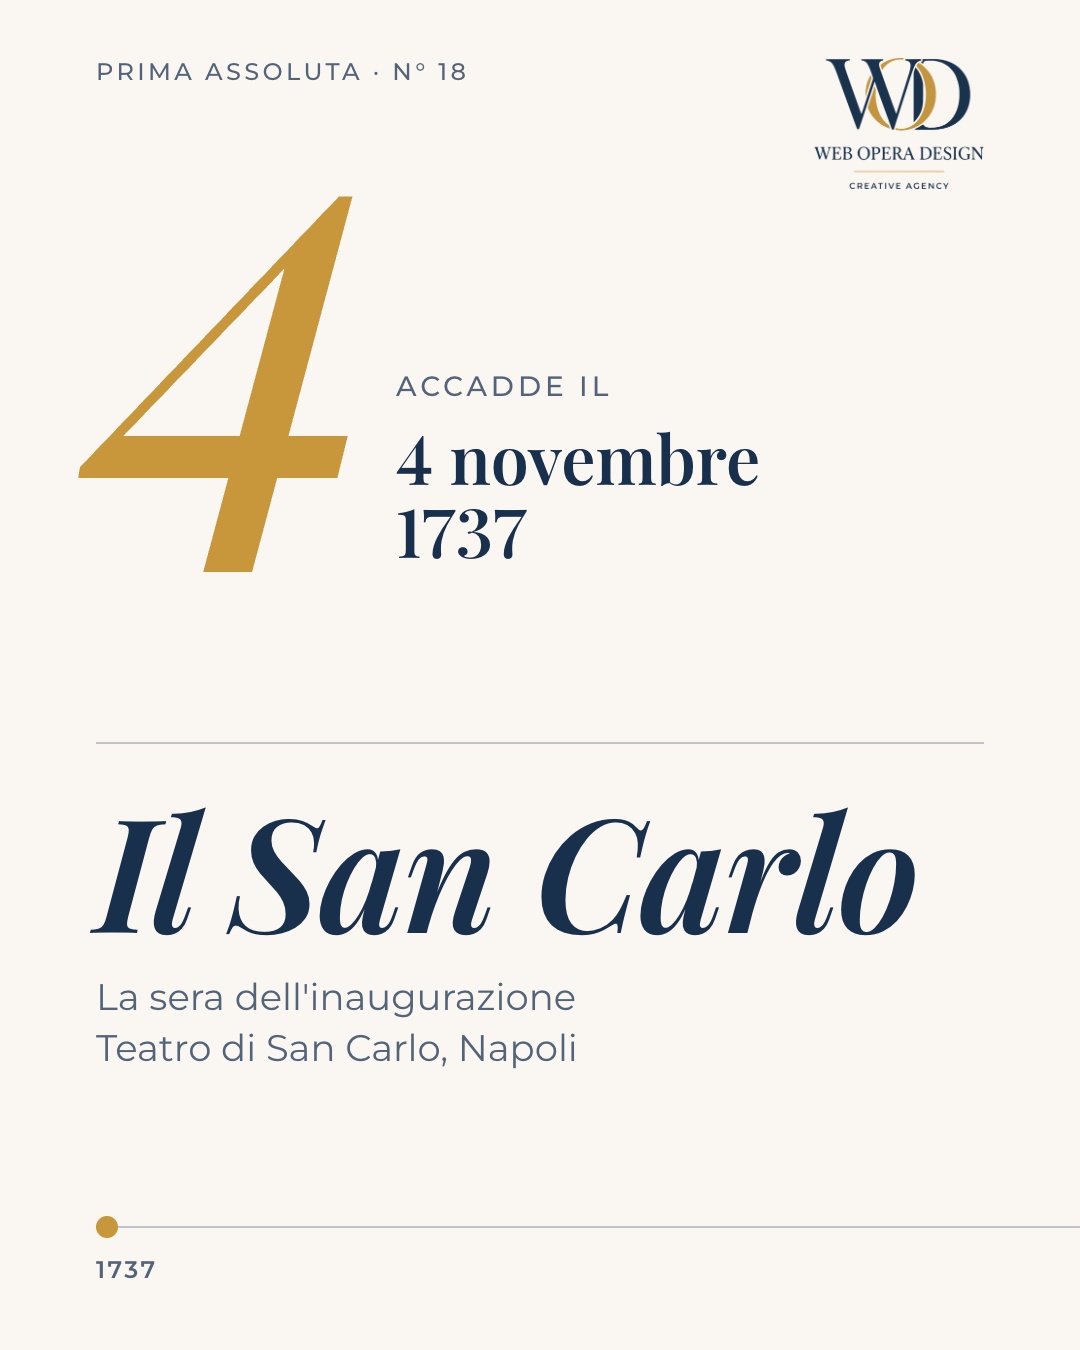 PRIMA ASSOLUTA · N° 18
WOD
WEB OPERA DESIGN
CREATIVE AGENCY
4
ACCADDE IL
4 novembre
1737
Il San Carlo
La sera dell'inaugurazione
Teatro di San Carlo, Napoli
1737